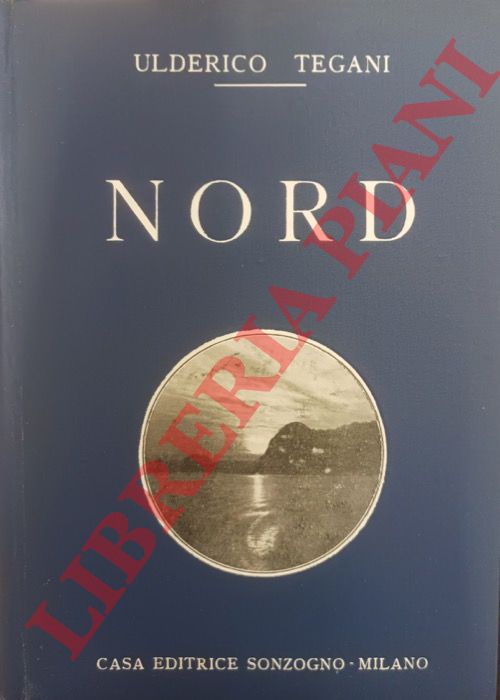 ULDERICO TEGANI
NORD
LIBRERIA PIANI
CASA EDITRICE SONZOGNO - MILANO